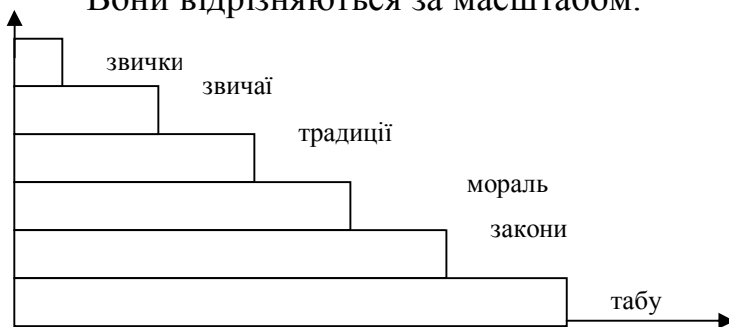 Вони відрізняються за масштабом:
звички
звичаї
традиції
мораль
закони
табу